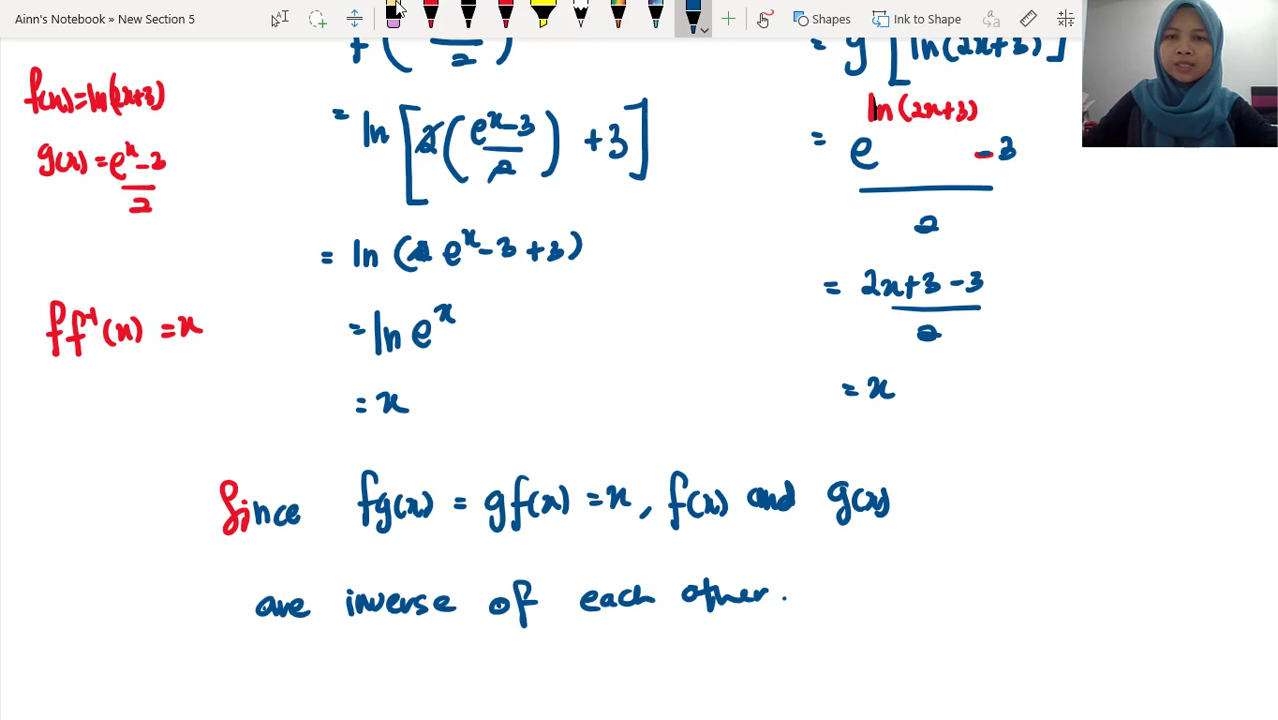 Ainn's Notebook » New Section 5
Shapes
Ink to Shape
f(x)=ln(2x+3)
g(x) = e^x-3
2
f f^-1 (x) = x
f ( 2 )
= ln [ 2 ( e^x-3 / 2 ) + 3 ]
= ln ( e^x - 3 + 3 )
= ln e^x
= x
= g [ ln(2x+3) ]
= e^ln(2x+3) - 3
2
= 2x+3-3
2
= x
Since fg(x) = gf(x) = x, f(x) and g(x)
are inverse of each other.